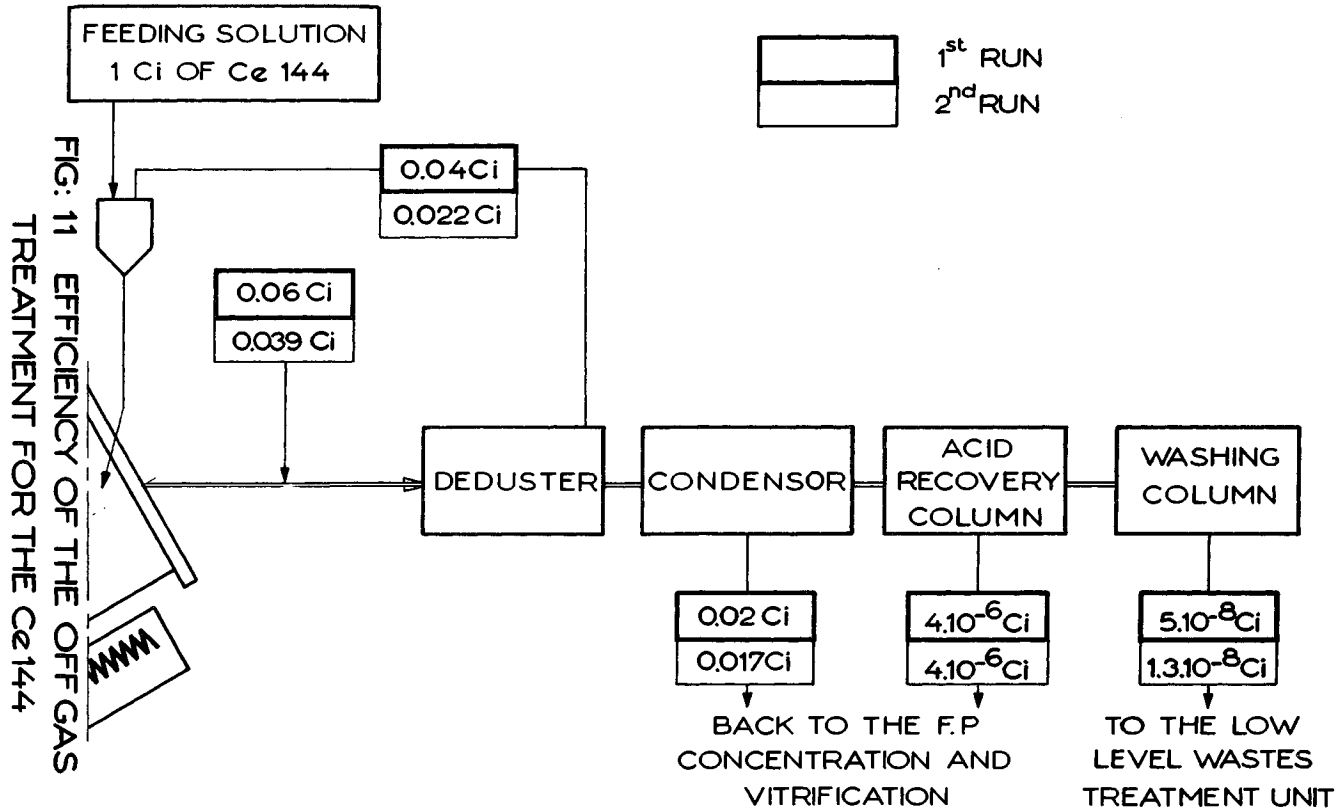 FEEDING SOLUTION
1 Ci OF Ce 144
1st RUN
2nd RUN
0.04Ci
0.022 Ci
0.06 Ci
0.039 Ci
DEDUSTER
CONDENSOR
ACID
RECOVERY
COLUMN
WASHING
COLUMN
0.02 Ci
0.017Ci
4.10-6Ci
4.10-6Ci
5.10-8Ci
1.3.10-8Ci
BACK TO THE F.P
CONCENTRATION AND
VITRIFICATION
TO THE LOW
LEVEL WASTES
TREATMENT UNIT
FIG: 11 EFFICIENCY OF THE OFF GAS
TREATMENT FOR THE Ce 144